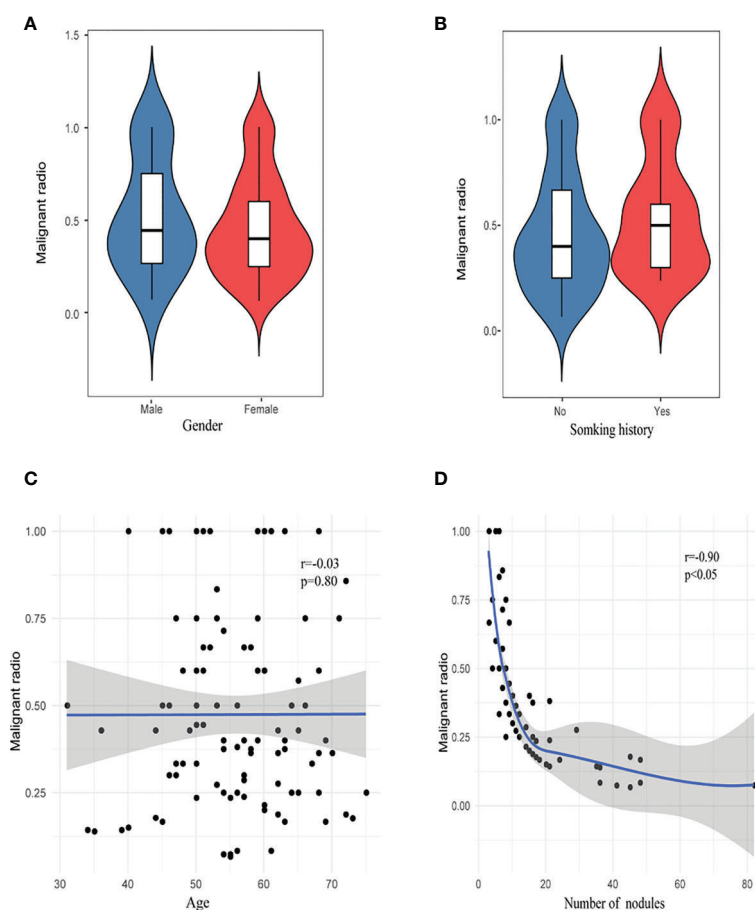 A
1.5
1.0
0.5
0.0
Malignant radio
Male
Female
Gender
B
1.0
0.5
0.0
Malignant radio
No
Yes
Somking history
C
1.00
0.75
0.50
0.25
Malignant radio
r=-0.03
p=0.80
30
40
50
60
70
Age
D
1.00
0.75
0.50
0.25
0.00
Malignant radio
r=-0.90
p<0.05
0
20
40
60
80
Number of nodules